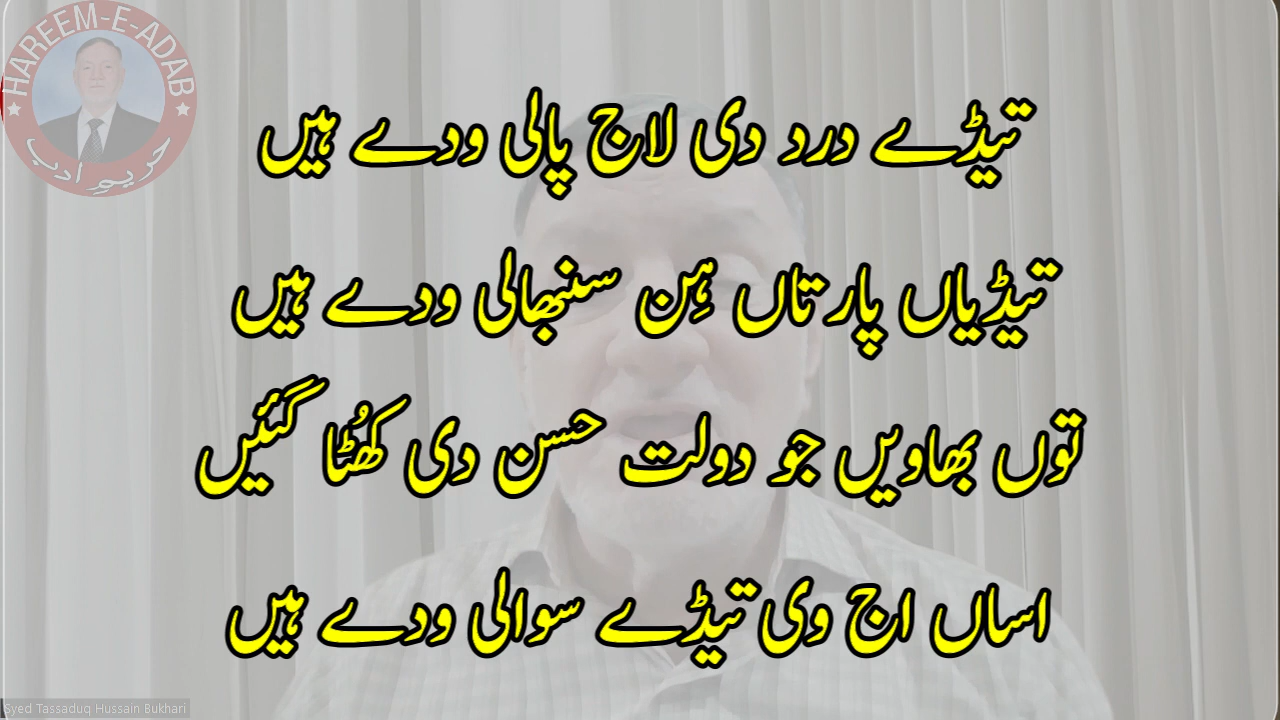 HAREEM-E-ADAB
حریمِ ادب
تیڈے درد دی لاج پالی ودے ہیں
تیڈیاں پارتاں ہِن سنبھالی ودے ہیں
توں بھاویں جو دولت حسن دی کھُٹا گئیں
اساں اج وی تیڈے سوالی ودے ہیں
Syed Tassaduq Hussain Bukhari